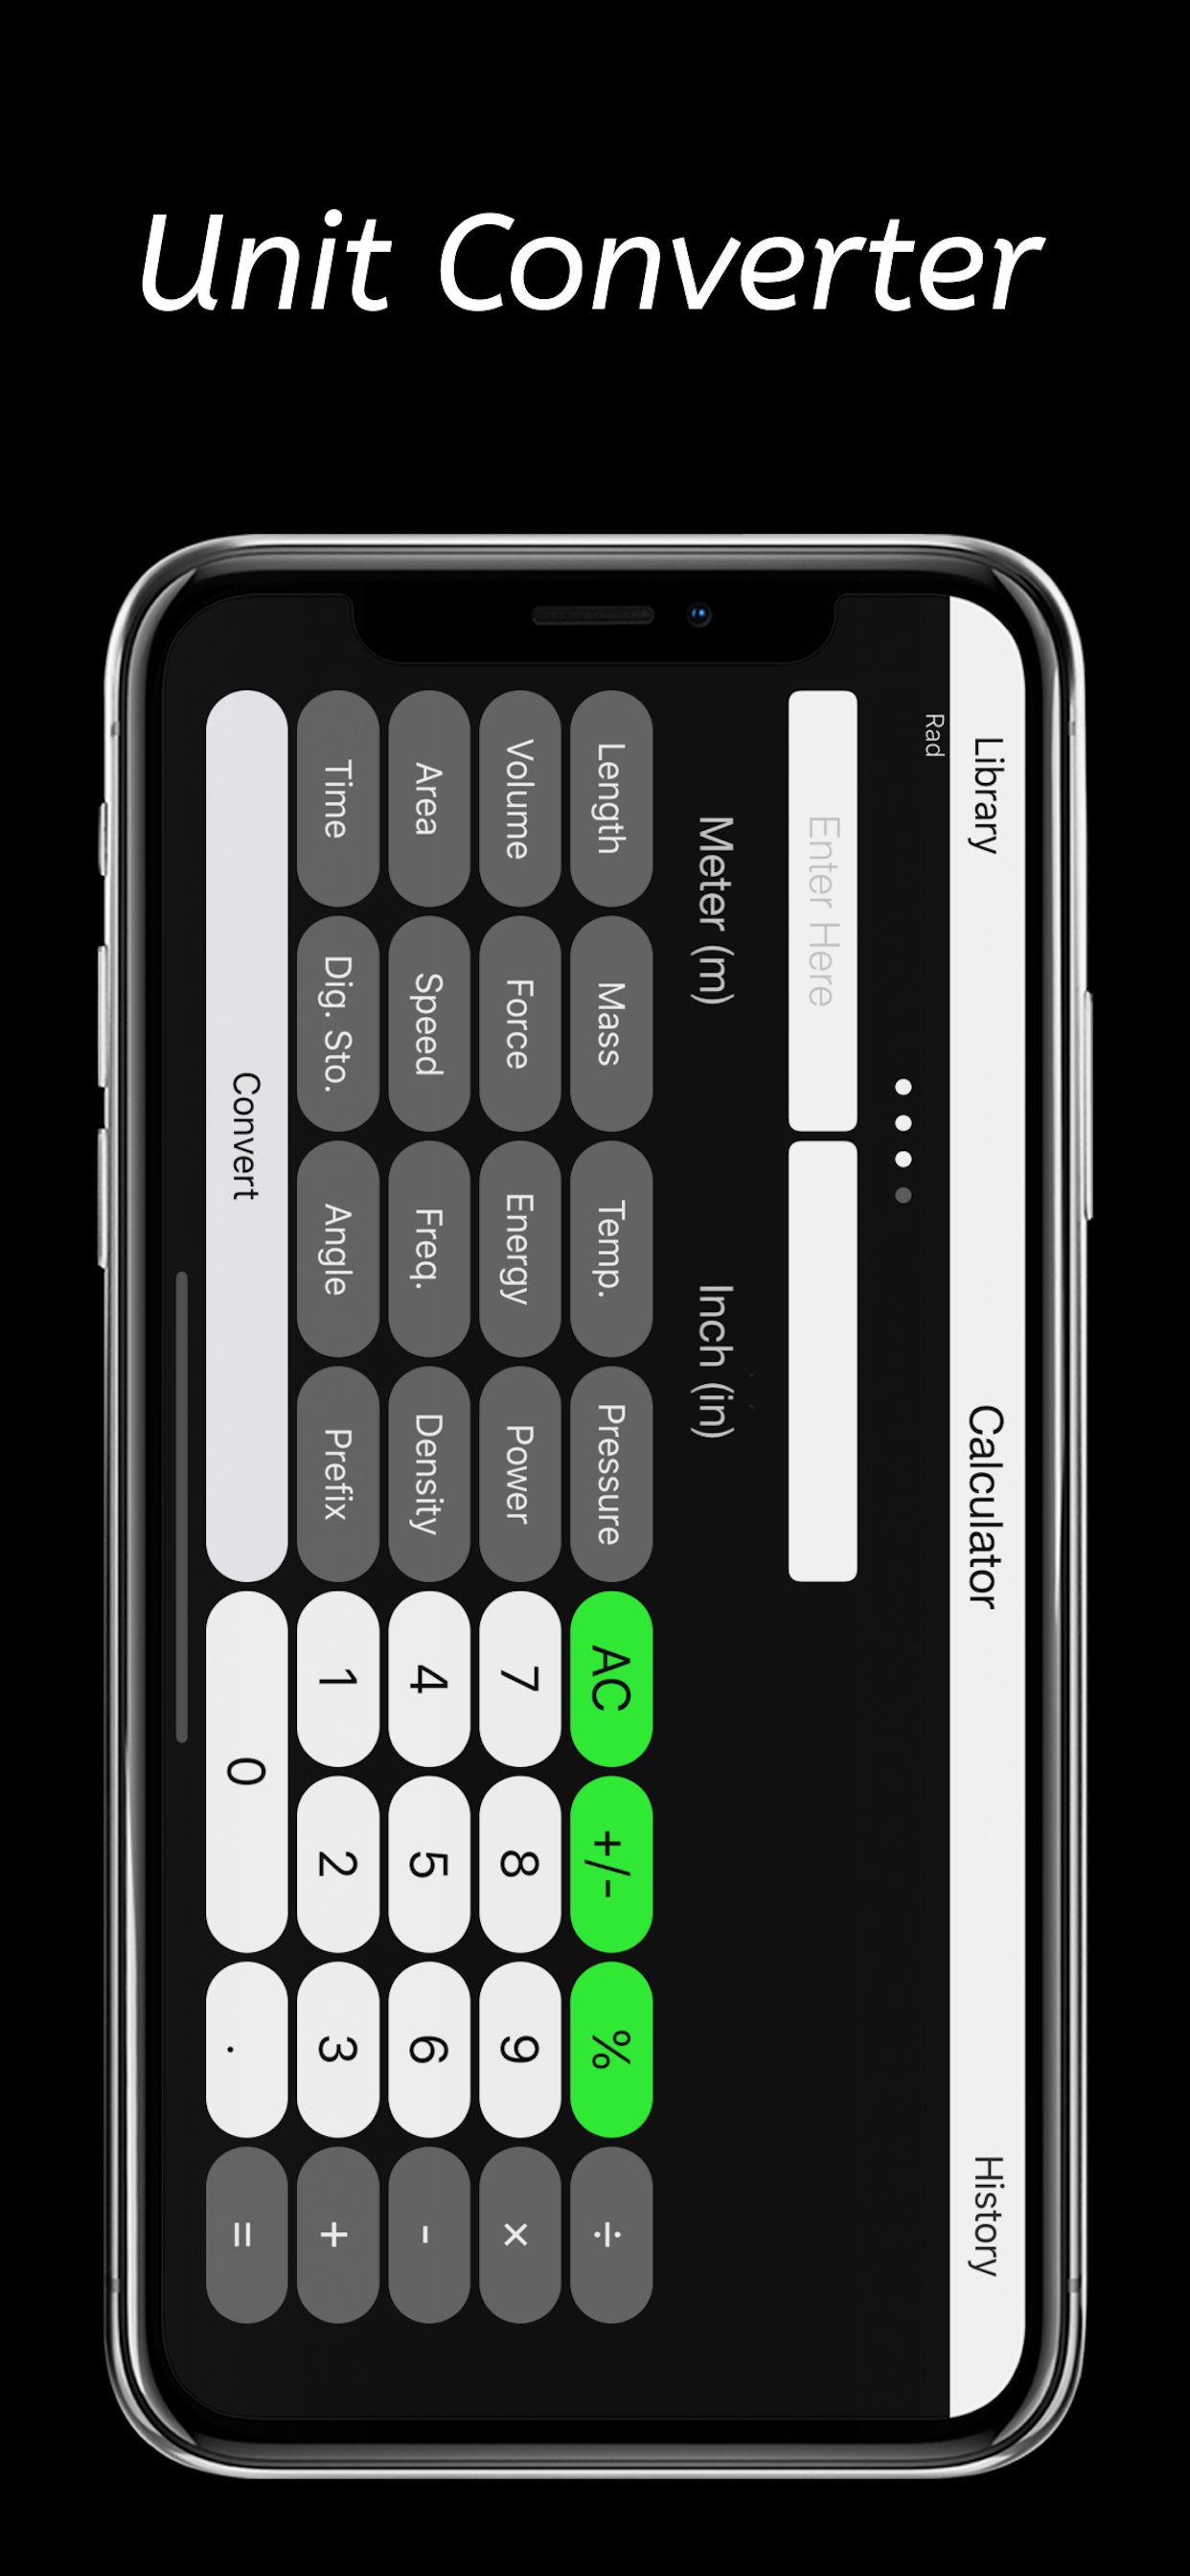 Unit Converter
Library Calculator History
Rad
Enter Here
Meter (m) Inch (in)
Length Mass Temp. Pressure AC +/- % ÷
Volume Force Energy Power 7 8 9 ×
Area Speed Freq. Density 4 5 6 -
Time Dig. Sto. Angle Prefix 1 2 3 +
Convert 0 . =